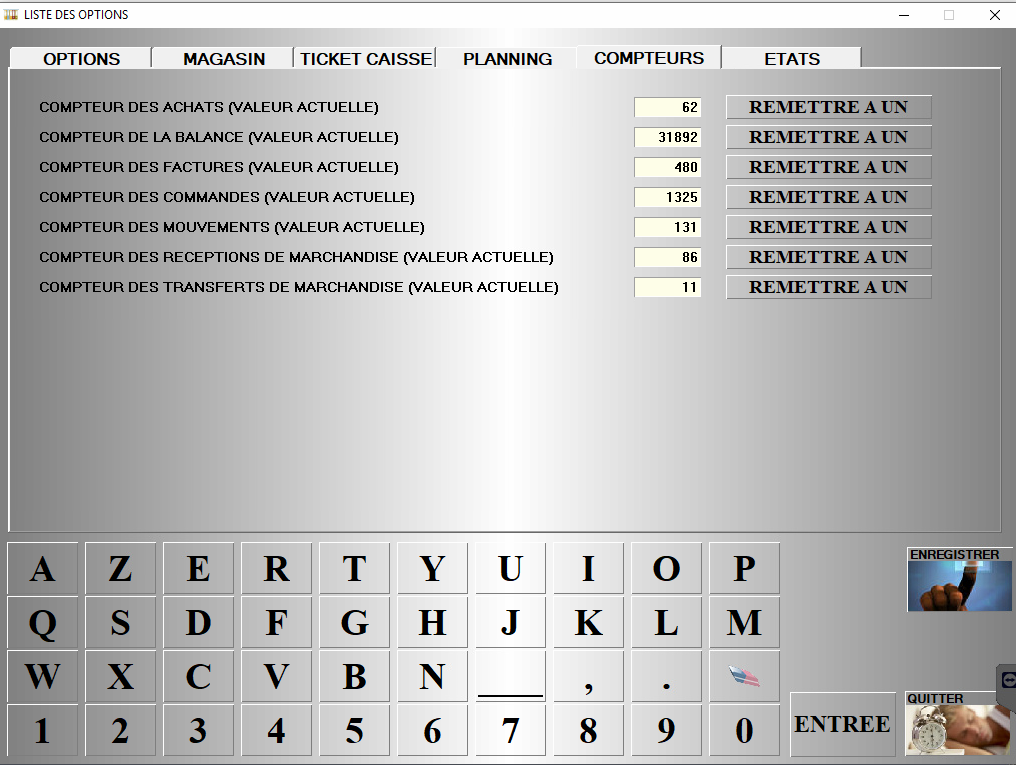 LISTE DES OPTIONS
OPTIONS MAGASIN TICKET CAISSE PLANNING COMPTEURS ETATS
COMPTEUR DES ACHATS (VALEUR ACTUELLE) 62 REMETTRE A UN
COMPTEUR DE LA BALANCE (VALEUR ACTUELLE) 31892 REMETTRE A UN
COMPTEUR DES FACTURES (VALEUR ACTUELLE) 480 REMETTRE A UN
COMPTEUR DES COMMANDES (VALEUR ACTUELLE) 1325 REMETTRE A UN
COMPTEUR DES MOUVEMENTS (VALEUR ACTUELLE) 131 REMETTRE A UN
COMPTEUR DES RECEPTIONS DE MARCHANDISE (VALEUR ACTUELLE) 86 REMETTRE A UN
COMPTEUR DES TRANSFERTS DE MARCHANDISE (VALEUR ACTUELLE) 11 REMETTRE A UN
A Z E R T Y U I O P
ENREGISTRER
Q S D F G H J K L M
W X C V B N _ , .
QUITTER
1 2 3 4 5 6 7 8 9 0 ENTREE